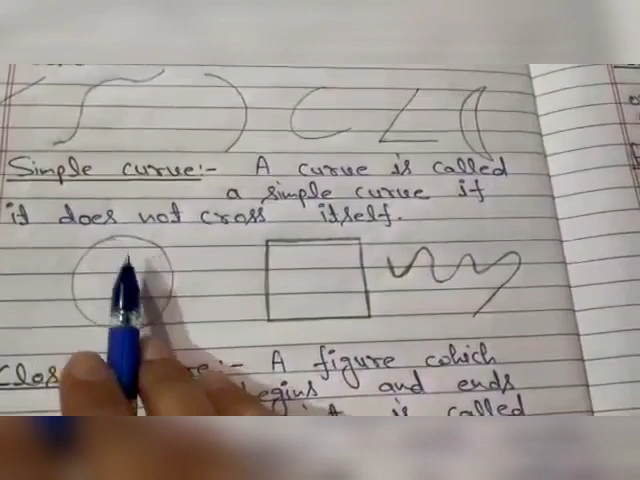 Simple curve:- A curve is called
a simple curve if
it does not cross itself.
:- A figure which
begins and ends
is called